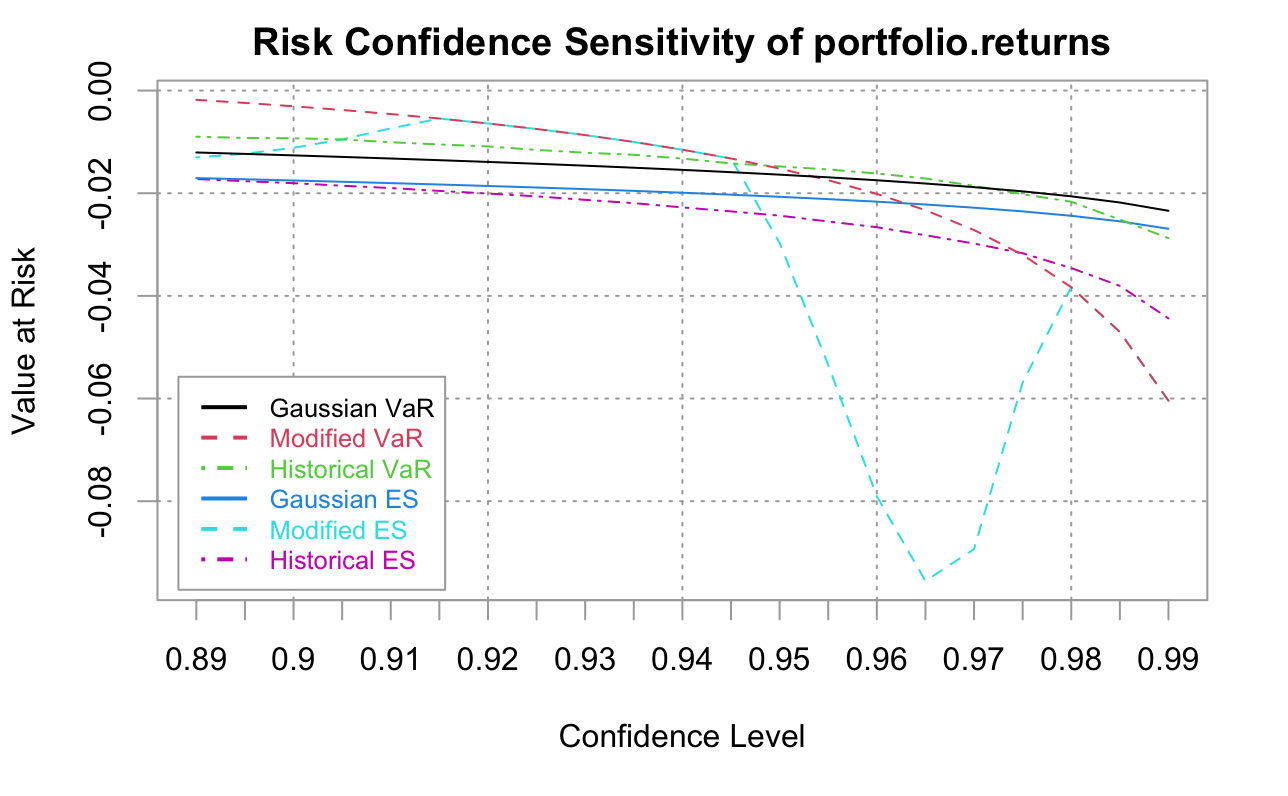 Risk Confidence Sensitivity of portfolio.returns
Value at Risk
0.00
-0.02
-0.04
-0.06
-0.08
Gaussian VaR
Modified VaR
Historical VaR
Gaussian ES
Modified ES
Historical ES
0.89 0.9 0.91 0.92 0.93 0.94 0.95 0.96 0.97 0.98 0.99
Confidence Level